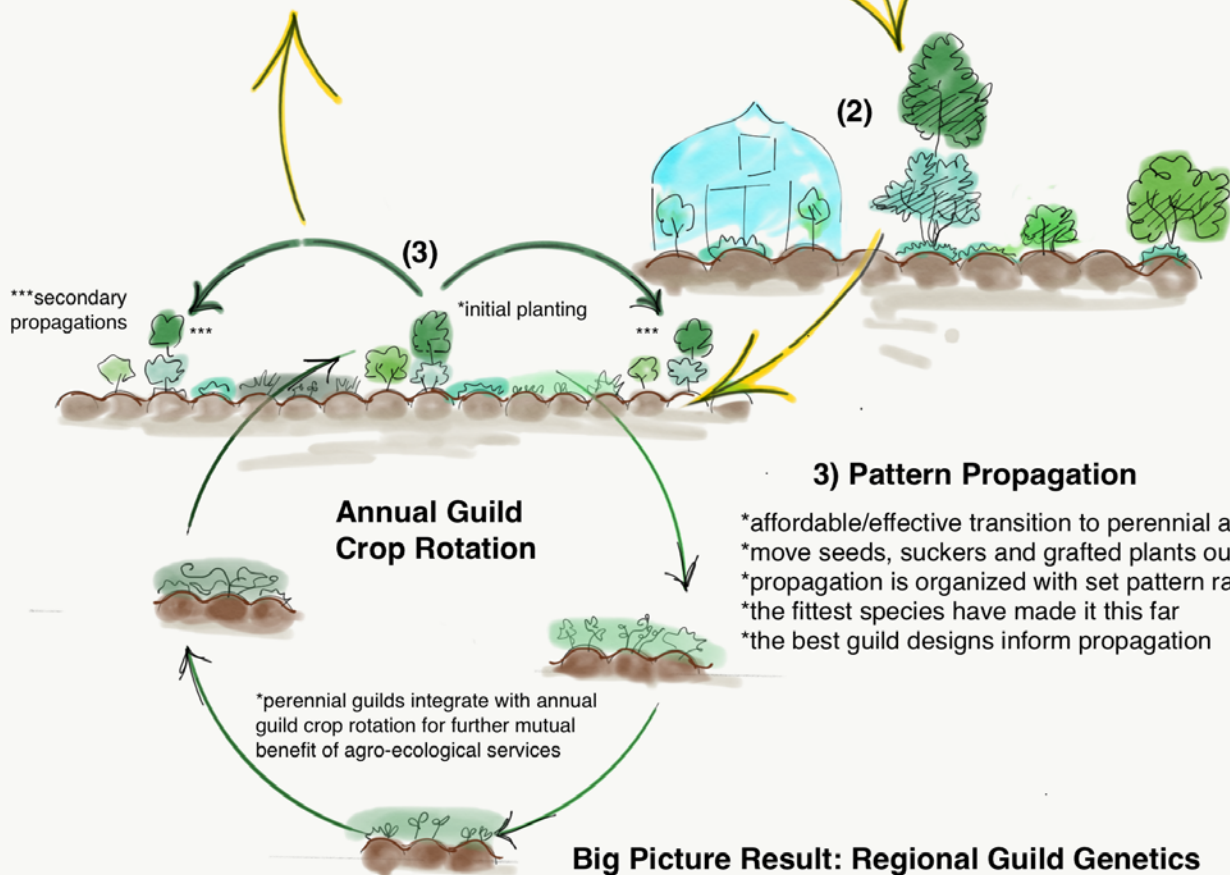 (2)
(3)
***secondary
propagations
***
*initial planting
***
Annual Guild
Crop Rotation
3) Pattern Propagation
*affordable/effective transition to perennial a
*move seeds, suckers and grafted plants ou
*propagation is organized with set pattern ra
*the fittest species have made it this far
*the best guild designs inform propagation
*perennial guilds integrate with annual
guild crop rotation for further mutual
benefit of agro-ecological services
Big Picture Result: Regional Guild Genetics